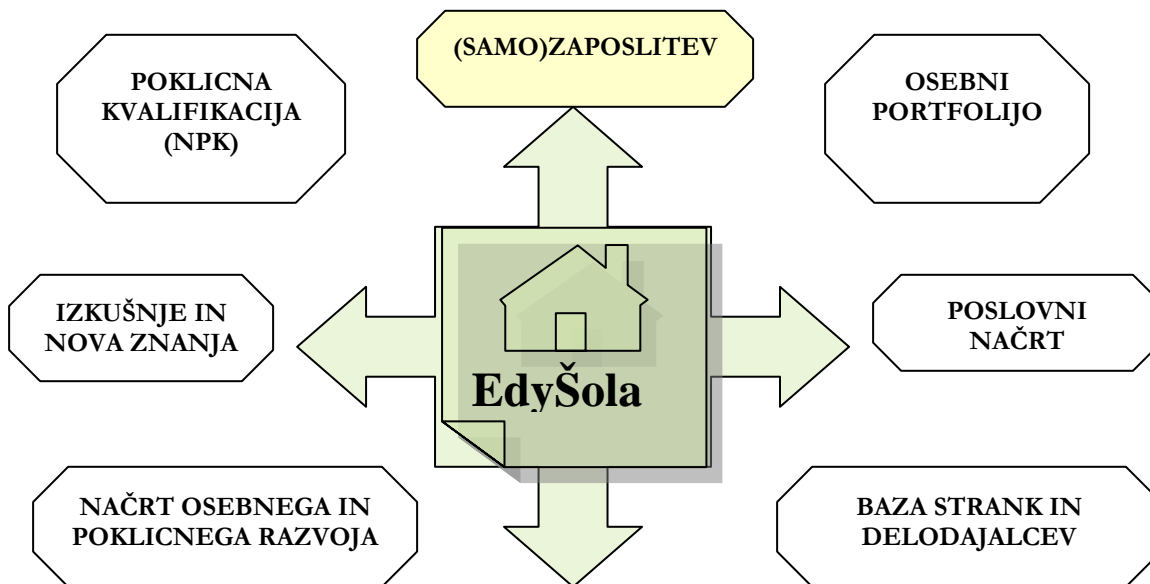 (SAMO)ZAPOSLITEV
POKLICNA
KVALIFIKACIJA
(NPK)
OSEBNI
PORTFOLIJO
IZKUŠNJE IN
NOVA ZNANJA
EdyŠola
POSLOVNI
NAČRT
NAČRT OSEBNEGA IN
POKLICNEGA RAZVOJA
BAZA STRANK IN
DELODAJALCEV